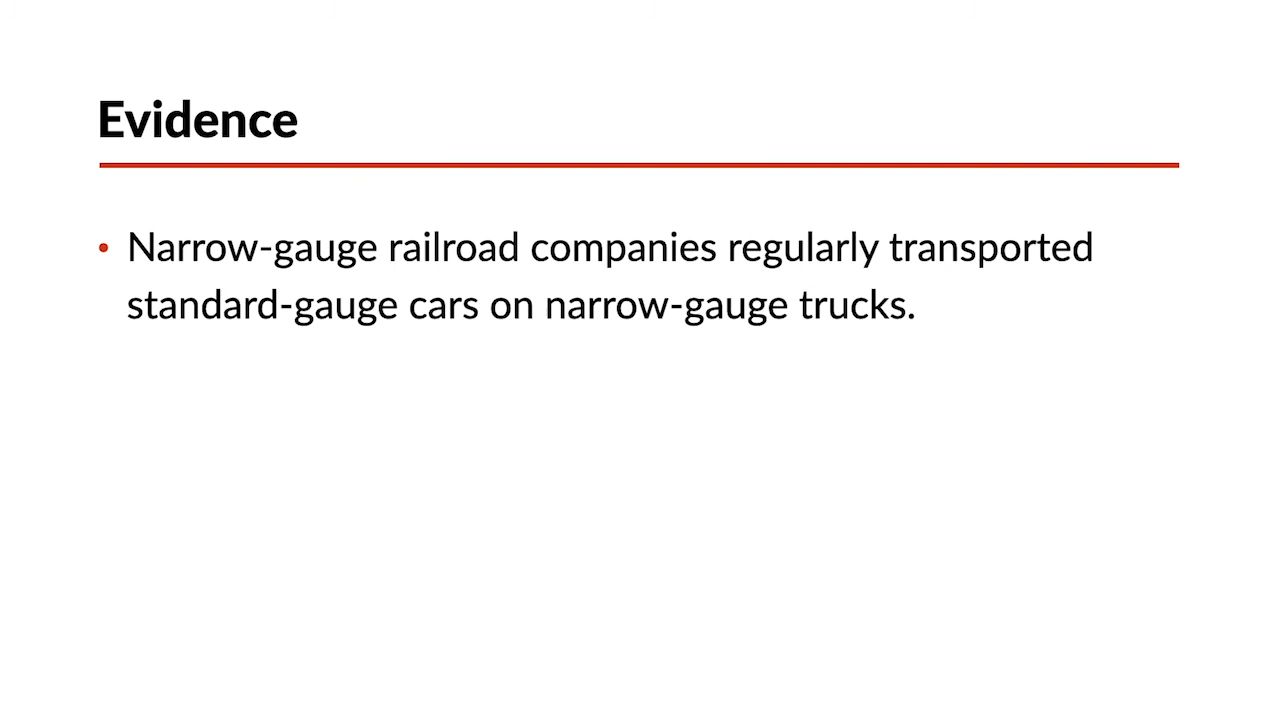 Evidence
• Narrow-gauge railroad companies regularly transported
standard-gauge cars on narrow-gauge trucks.